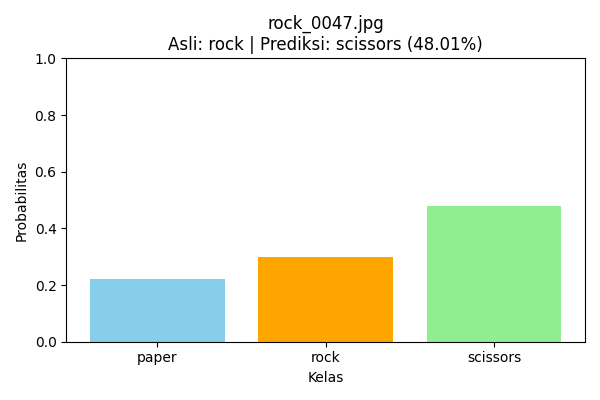 rock_0047.jpg
Asli: rock | Prediksi: scissors (48.01%)
1.0
0.8
0.6
0.4
0.2
0.0
Probabilitas
paper
rock
scissors
Kelas